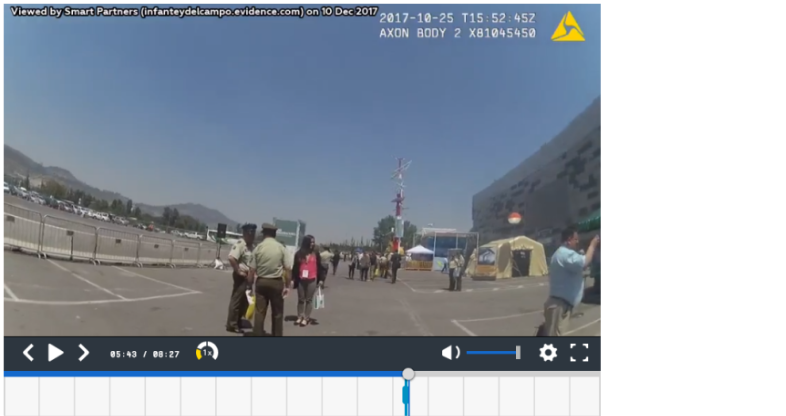 Viewed by Smart Partners (infanteydelcampo.evidence.com) on 10 Dec 2017
2017-10-25 T15:52:45Z
AXON BODY 2 X81045450
05:43 / 08:27
1x